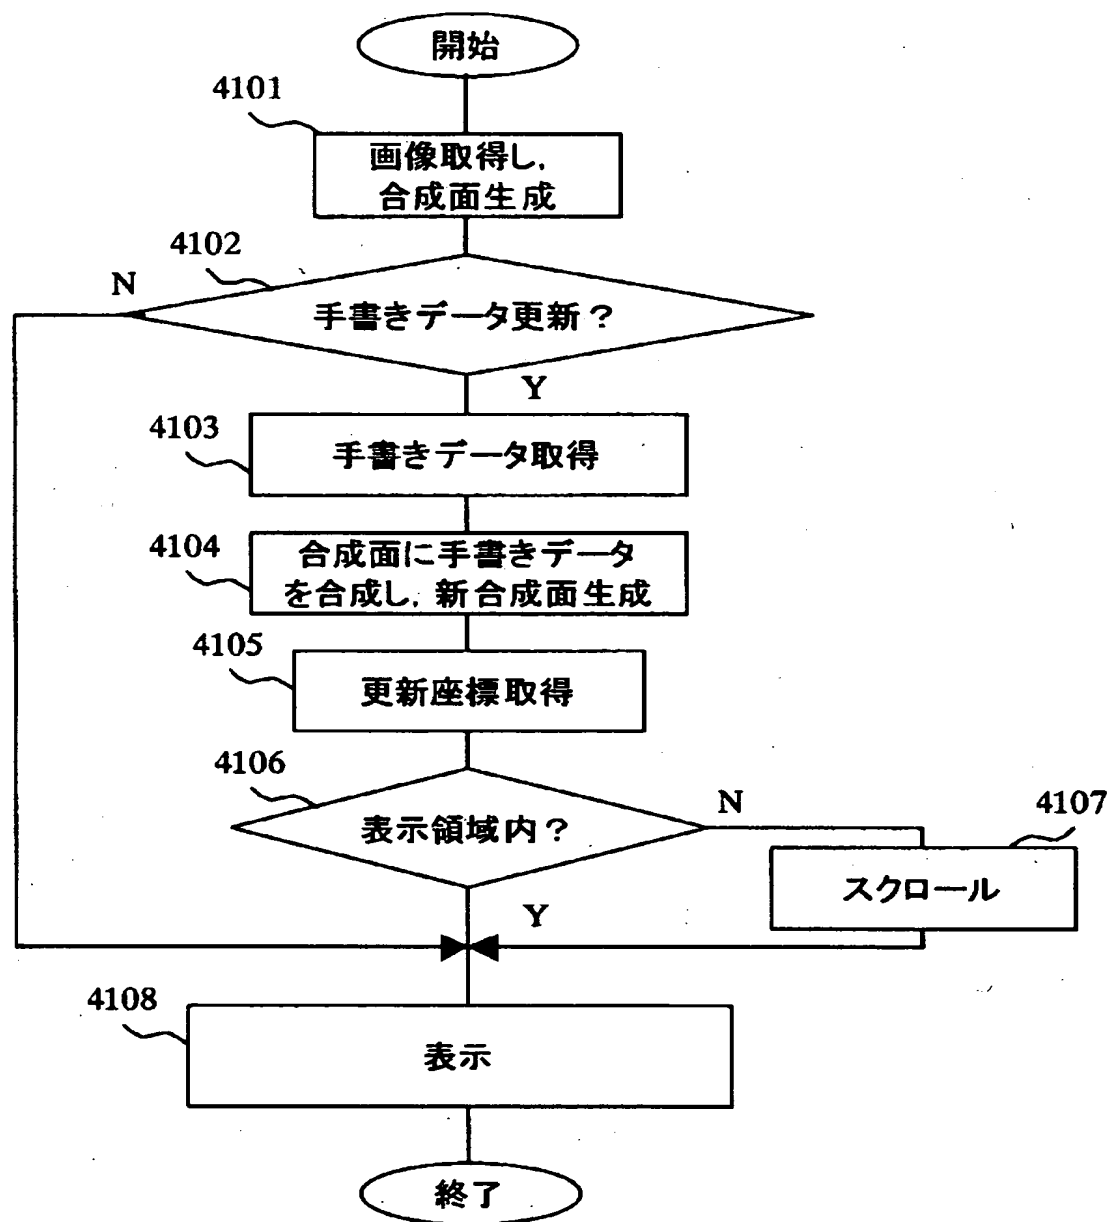 開始
4101
画像取得し,
合成面生成
4102
N
手書きデータ更新？
Y
4103
手書きデータ取得
4104
合成面に手書きデータ
を合成し, 新合成面生成
4105
更新座標取得
4106
表示領域内？
N
4107
スクロール
Y
4108
表示
終了